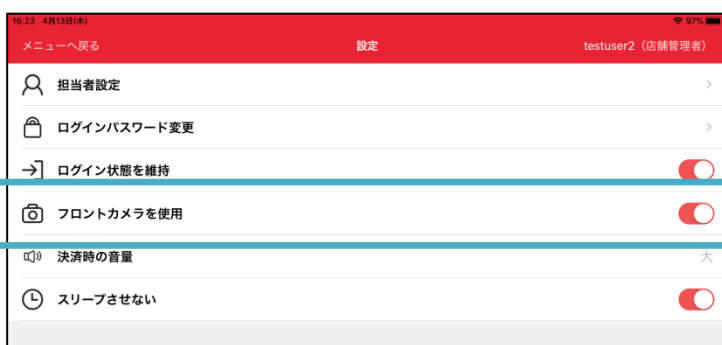 16:23 4月13日(木) 97%
メニューへ戻る 設定 testuser2（店舗管理者）
担当者設定
ログインパスワード変更
ログイン状態を維持
フロントカメラを使用
決済時の音量 大
スリープさせない